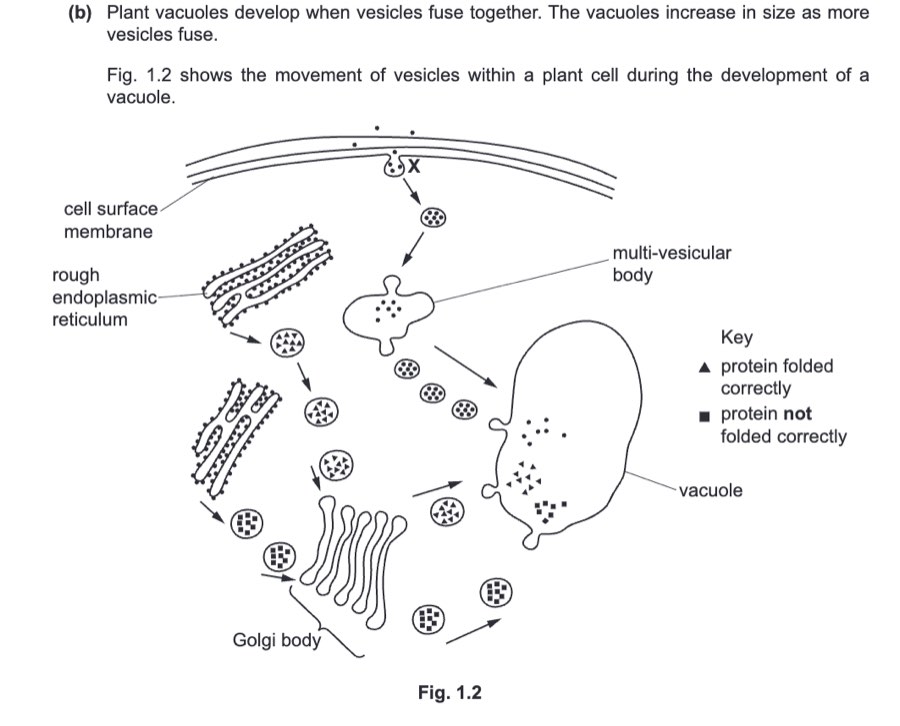 (b) Plant vacuoles develop when vesicles fuse together. The vacuoles increase in size as more
vesicles fuse.
Fig. 1.2 shows the movement of vesicles within a plant cell during the development of a
vacuole.
X
cell surface
membrane
multi-vesicular
body
rough
endoplasmic
reticulum
Key
▲ protein folded
correctly
■ protein not
folded correctly
vacuole
Golgi body
Fig. 1.2